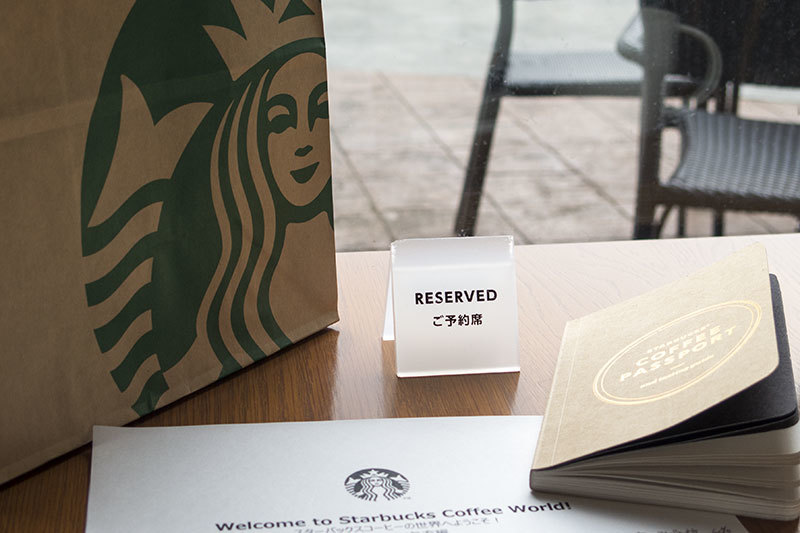 RESERVED
ご予約席
STARBUCKS
COFFEE
PASSPORT
Welcome to Starbucks Coffee World!
スターバックスコーヒーの世界へようこそ！